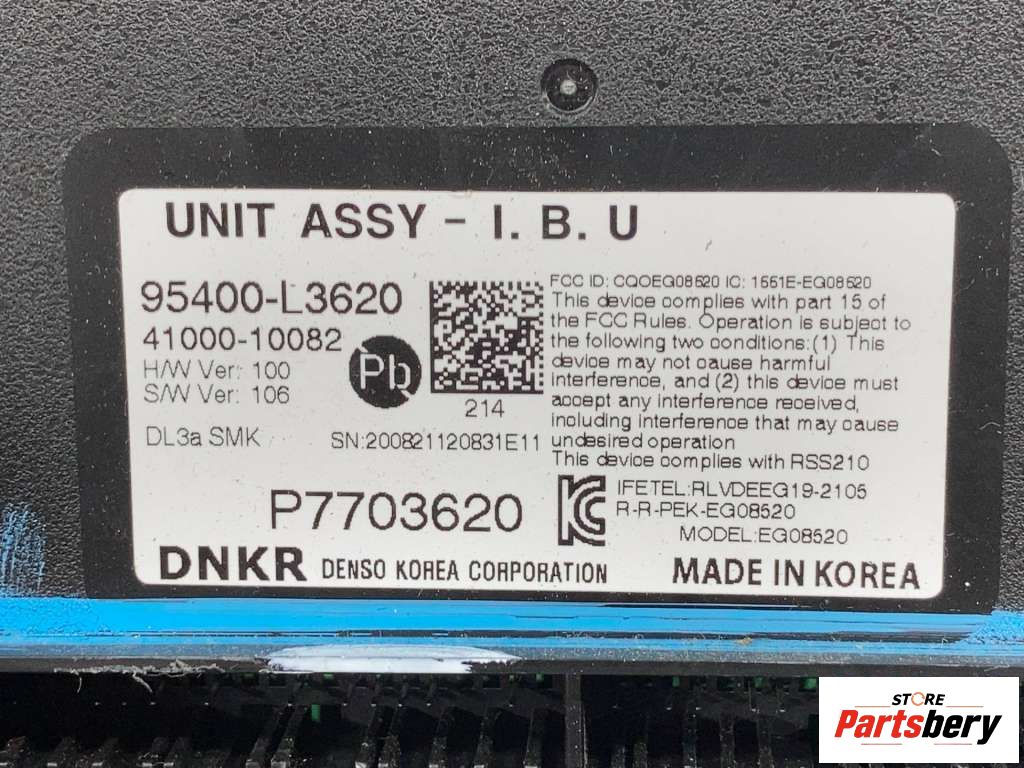 UNIT ASSY - I. B. U
95400-L3620
41000-10082
H/W Ver: 100
S/W Ver: 106
Pb
214
DL3a SMK
SN:200821120831E11
FCC ID: CQOEG08520 IC: 1551E-EG08520
This device complies with part 15 of
the FCC Rules. Operation is subject to
the following two conditions:(1) This
device may not cause harmful
interference, and (2) this device must
accept any interference received,
including interference that may cause
undesired operation
This device complies with RSS210
IFETEL:RLVDEEG19-2105
R-R-PEK-EG08520
MODEL:EG08520
P7703620
DNKR DENSO KOREA CORPORATION
MADE IN KOREA
STORE
Partsbery